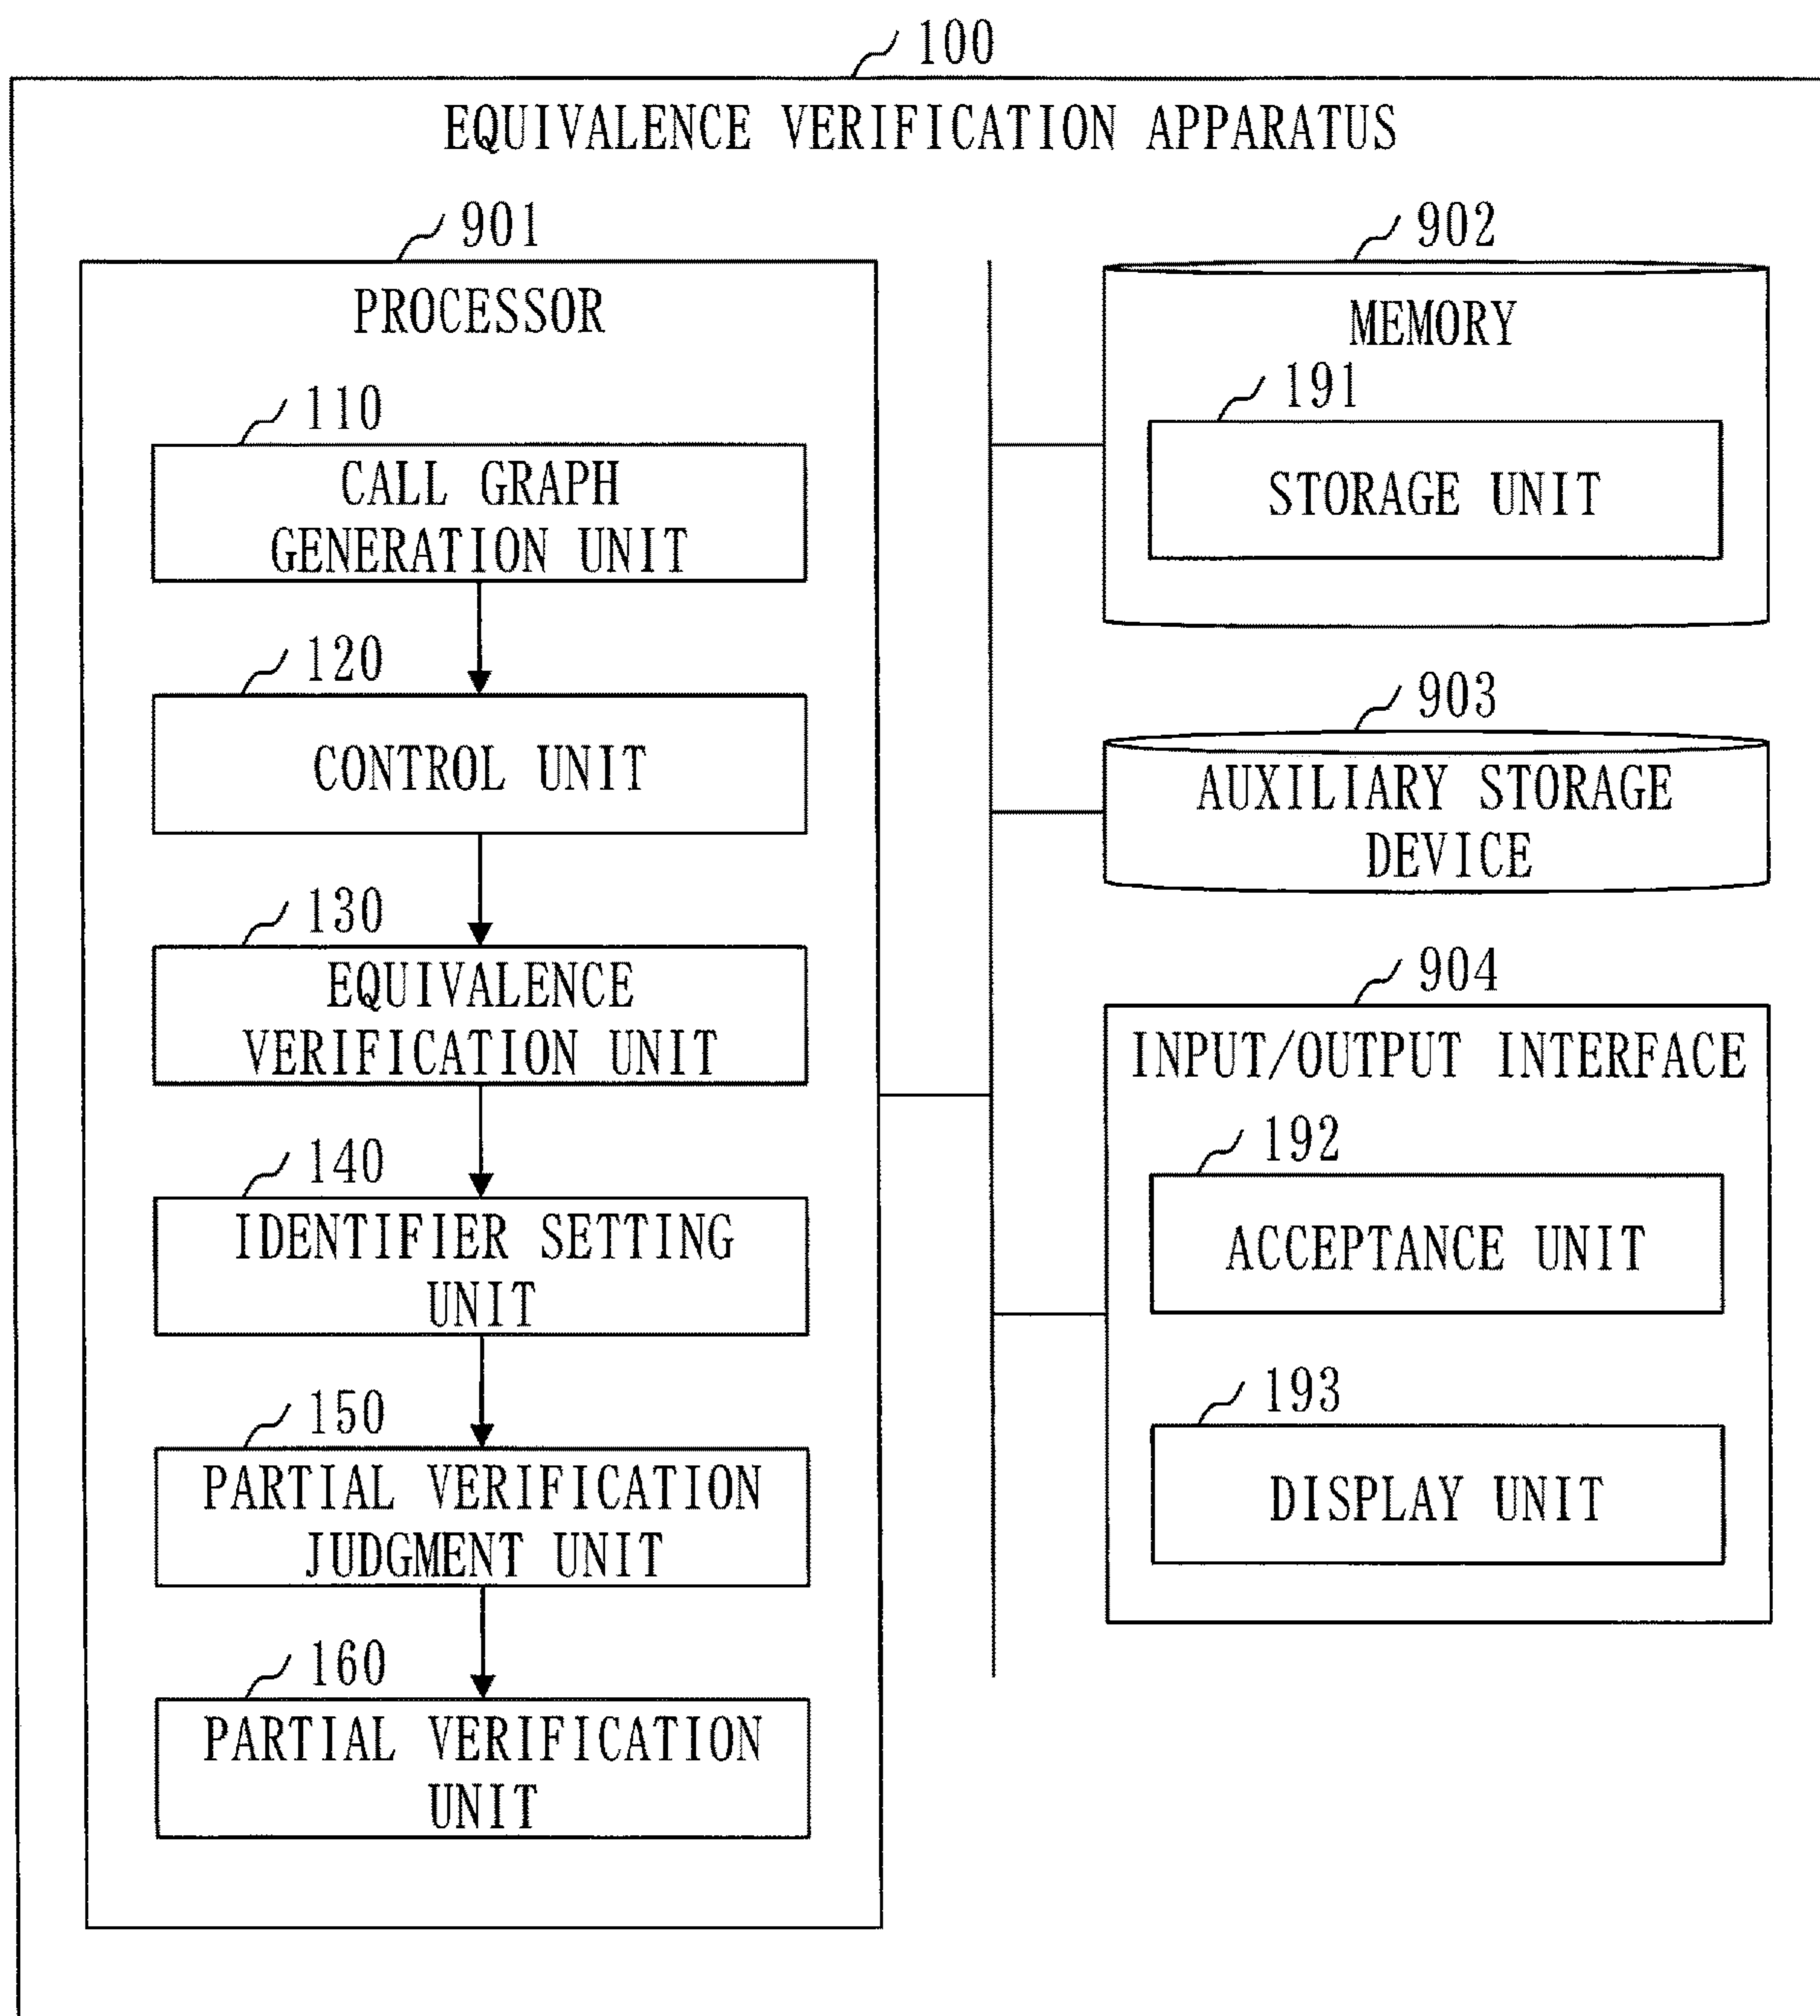 100
EQUIVALENCE VERIFICATION APPARATUS
901
PROCESSOR
110
CALL GRAPH
GENERATION UNIT
120
CONTROL UNIT
130
EQUIVALENCE
VERIFICATION UNIT
140
IDENTIFIER SETTING
UNIT
150
PARTIAL VERIFICATION
JUDGMENT UNIT
160
PARTIAL VERIFICATION
UNIT
902
MEMORY
191
STORAGE UNIT
903
AUXILIARY STORAGE
DEVICE
904
INPUT/OUTPUT INTERFACE
192
ACCEPTANCE UNIT
193
DISPLAY UNIT